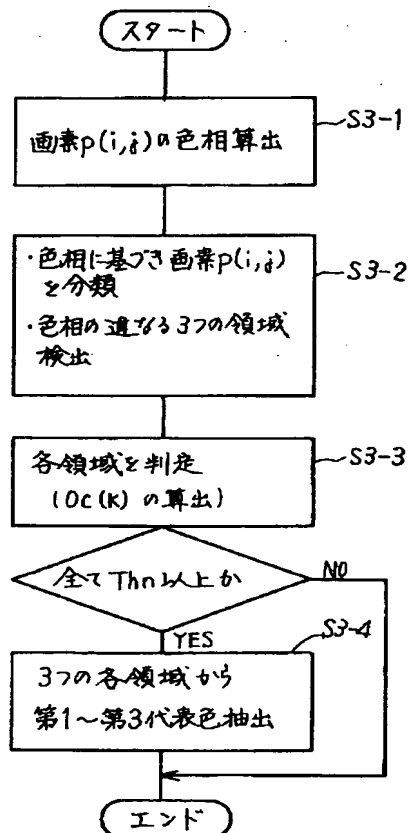 スタート
画素p(i,j)の色相算出
S3-1
・色相に基づき画素p(i,j)
を分類
・色相の連なる3つの領域
検出
S3-2
各領域を判定
(OC(K)の算出)
S3-3
全てThn以上か
NO
YES
S3-4
3つの各領域から
第1〜第3代表色抽出
エンド